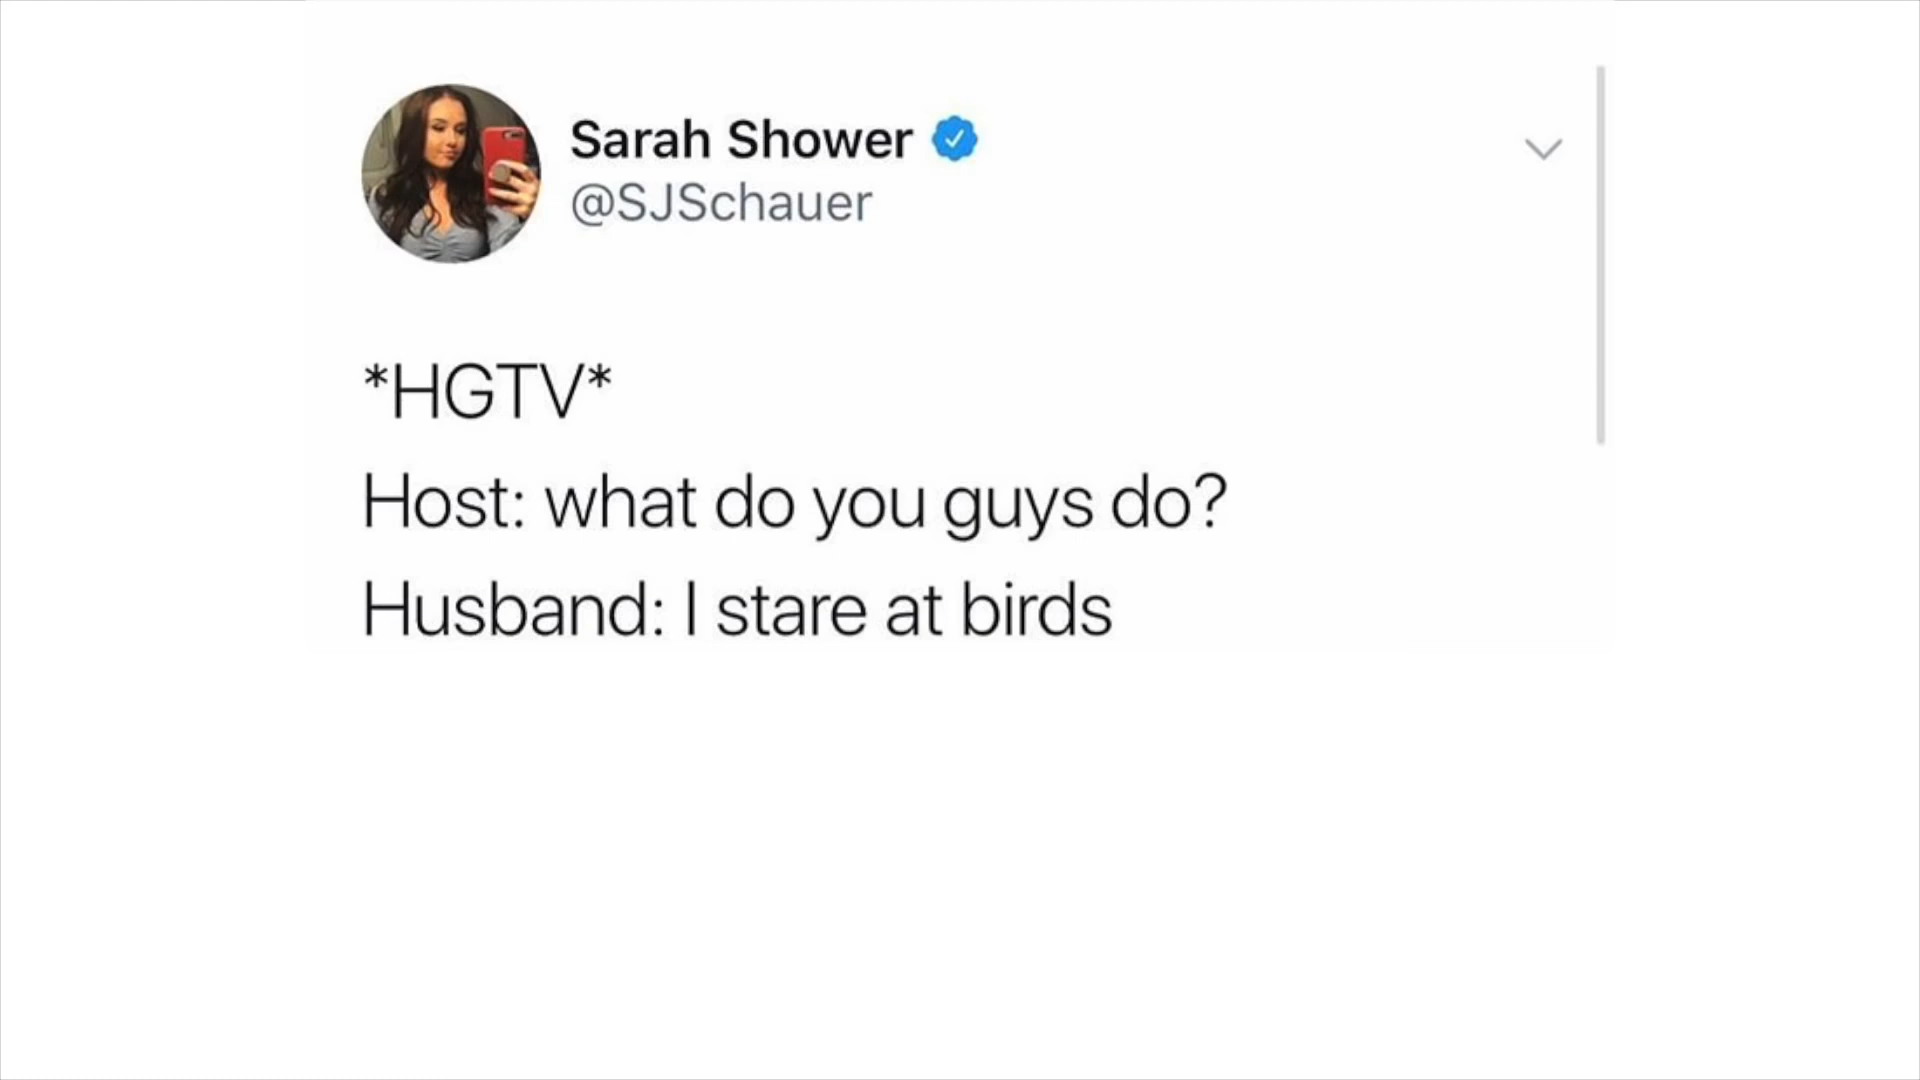 Sarah Shower
@SJSchauer
*HGTV*
Host: what do you guys do?
Husband: I stare at birds